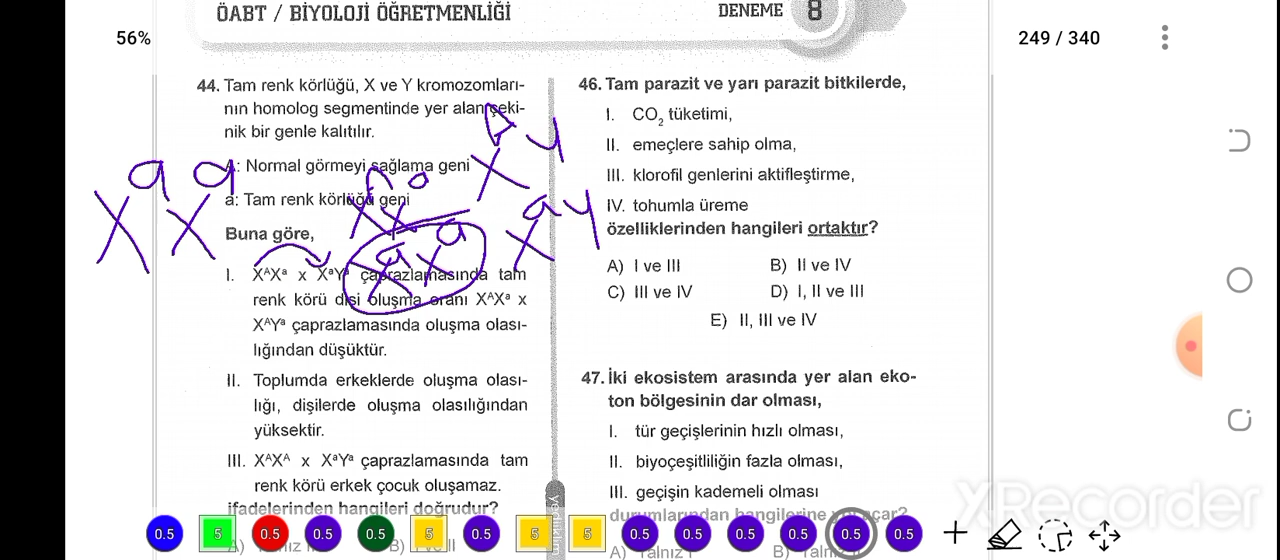 ÖABT / BİYOLOJİ ÖĞRETMENLİĞİ
DENEME 8
56%
249 / 340
44. Tam renk körlüğü, X ve Y kromozomları-
nın homolog segmentinde yer alan çeki-
nik bir genle kalıtılır.
A: Normal görmeyi sağlama geni
a: Tam renk körlüğü geni
Buna göre,
I. XᴬXᵃ x XᵃYᵃ çaprazlamasında tam
renk körü dişi oluşma oranı XᴬXᵃ x
XᴬYᵃ çaprazlamasında oluşma olası-
lığından düşüktür.
II. Toplumda erkeklerde oluşma olası-
lığı, dişilerde oluşma olasılığından
yüksektir.
III. XᴬXᴬ x XᵃYᵃ çaprazlamasında tam
renk körü erkek çocuk oluşamaz.
ifadelerinden hangileri doğrudur?
XᵃXᵃ
XᴬY
XᵃXᵃ
XᵃY
46. Tam parazit ve yarı parazit bitkilerde,
I. CO₂ tüketimi,
II. emeçlere sahip olma,
III. klorofil genlerini aktifleştirme,
IV. tohumla üreme
özelliklerinden hangileri ortaktır?
A) I ve III B) II ve IV
C) III ve IV D) I, II ve III
E) II, III ve IV
47. İki ekosistem arasında yer alan eko-
ton bölgesinin dar olması,
I. tür geçişlerinin hızlı olması,
II. biyoçeşitliliğin fazla olması,
III. geçişin kademeli olması
durumlarından hangilerine
A) Yalnız I
XRecorder
0.5 5 0.5 0.5 0.5 5 0.5 5 5 0.5 0.5 0.5 0.5 0.5 0.5